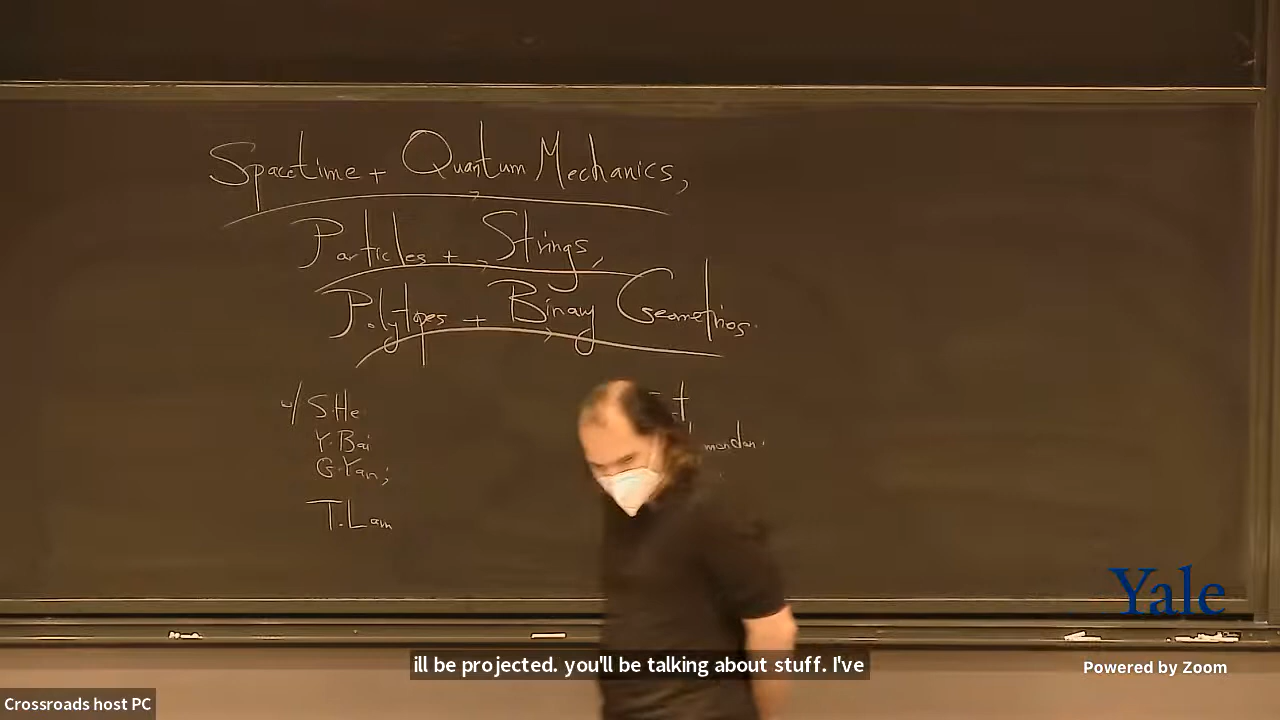 Spacetime + Quantum Mechanics,
Particles + Strings,
Polytopes + Binary Geometries.
w/ S.He
Y.Bai
G.Yan;
T.Lam
Yale
ill be projected. you'll be talking about stuff. I've
Powered by Zoom
Crossroads host PC